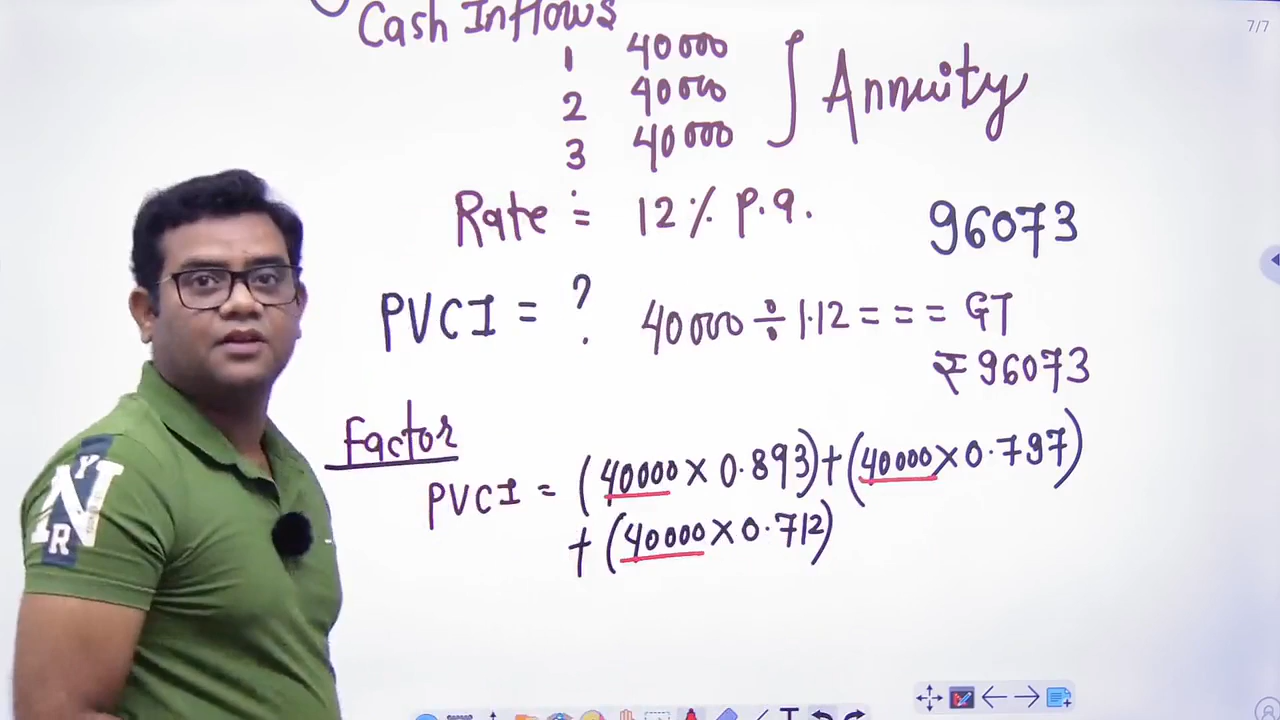 7/7
Cash Inflows
1 40000
2 40000
3 40000
} Annuity
Rate = 12% p.a.
96073
PVCI = ? 40000 ÷ 1.12 = = = GT
₹ 96073
Factor
PVCI = (40000 × 0.893) + (40000 × 0.797)
+ (40000 × 0.712)
NY
R